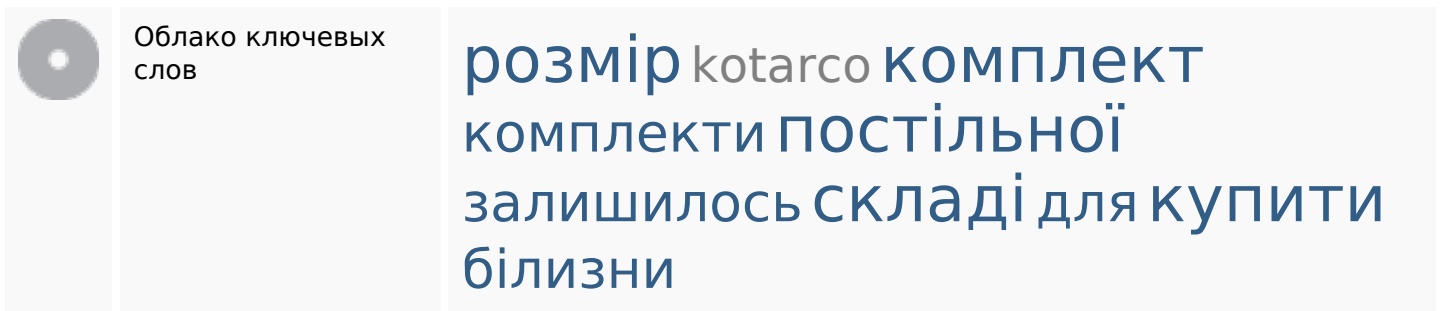 Облако ключевых
слов
розмір kotarco комплект
комплекти постільної
залишилось складі для купити
білизни